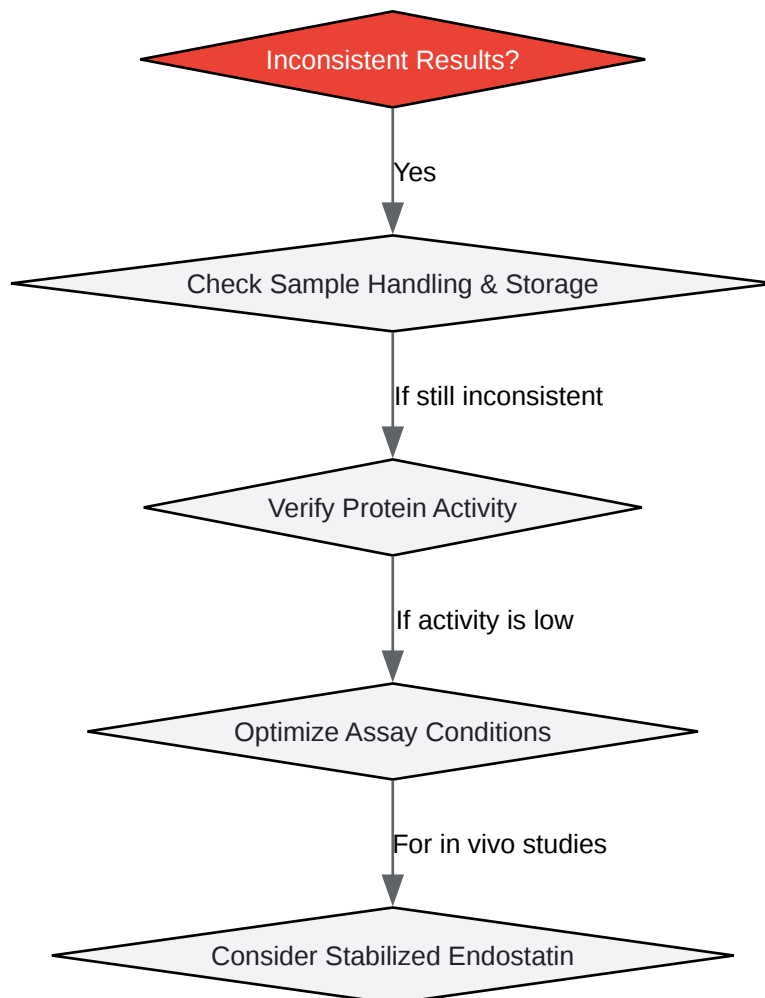 Inconsistent Results?
Yes
Check Sample Handling & Storage
If still inconsistent
Verify Protein Activity
If activity is low
Optimize Assay Conditions
For in vivo studies
Consider Stabilized Endostatin